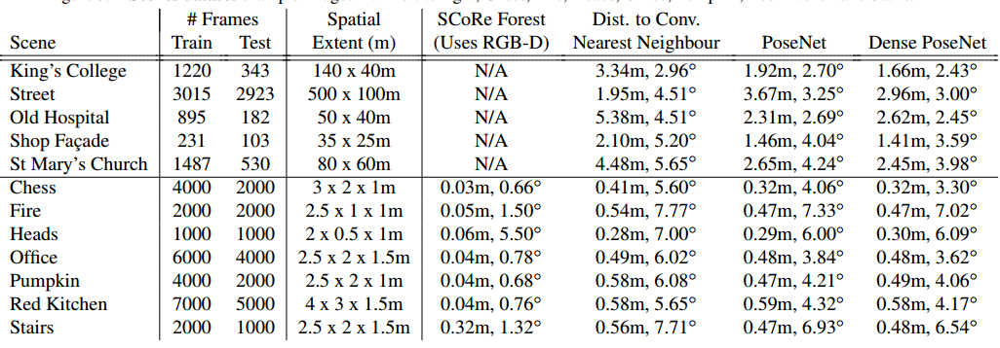 # Frames Spatial SCoRe Forest Dist. to Conv.
Scene Train Test Extent (m) (Uses RGB-D) Nearest Neighbour PoseNet Dense PoseNet
King's College 1220 343 140 x 40m N/A 3.34m, 2.96° 1.92m, 2.70° 1.66m, 2.43°
Street 3015 2923 500 x 100m N/A 1.95m, 4.51° 3.67m, 3.25° 2.96m, 3.00°
Old Hospital 895 182 50 x 40m N/A 5.38m, 4.51° 2.31m, 2.69° 2.62m, 2.45°
Shop Façade 231 103 35 x 25m N/A 2.10m, 5.20° 1.46m, 4.04° 1.41m, 3.59°
St Mary's Church 1487 530 80 x 60m N/A 4.48m, 5.65° 2.65m, 4.24° 2.45m, 3.98°
Chess 4000 2000 3 x 2 x 1m 0.03m, 0.66° 0.41m, 5.60° 0.32m, 4.06° 0.32m, 3.30°
Fire 2000 2000 2.5 x 1 x 1m 0.05m, 1.50° 0.54m, 7.77° 0.47m, 7.33° 0.47m, 7.02°
Heads 1000 1000 2 x 0.5 x 1m 0.06m, 5.50° 0.28m, 7.00° 0.29m, 6.00° 0.30m, 6.09°
Office 6000 4000 2.5 x 2 x 1.5m 0.04m, 0.78° 0.49m, 6.02° 0.48m, 3.84° 0.48m, 3.62°
Pumpkin 4000 2000 2.5 x 2 x 1m 0.04m, 0.68° 0.58m, 6.08° 0.47m, 4.21° 0.49m, 4.06°
Red Kitchen 7000 5000 4 x 3 x 1.5m 0.04m, 0.76° 0.58m, 5.65° 0.59m, 4.32° 0.58m, 4.17°
Stairs 2000 1000 2.5 x 2 x 1.5m 0.32m, 1.32° 0.56m, 7.71° 0.47m, 6.93° 0.48m, 6.54°